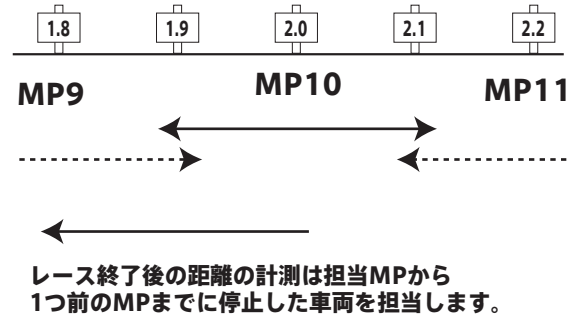 1.8 1.9 2.0 2.1 2.2
MP9 MP10 MP11
レース終了後の距離の計測は担当MPから
1つ前のMPまでに停止した車両を担当します。